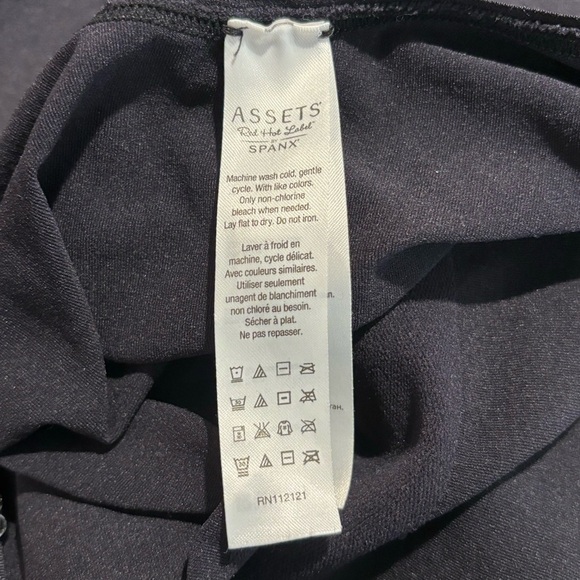 ASSETS®
Red Hot Label™
BY
SPANX®
Machine wash cold, gentle
cycle. With like colors.
Only non-chlorine
bleach when needed.
Lay flat to dry. Do not iron.
Laver à froid en
machine, cycle délicat.
Avec couleurs similaires.
Utiliser seulement
unagent de blanchiment
non chloré au besoin.
Sécher à plat.
Ne pas repasser.
RN112121